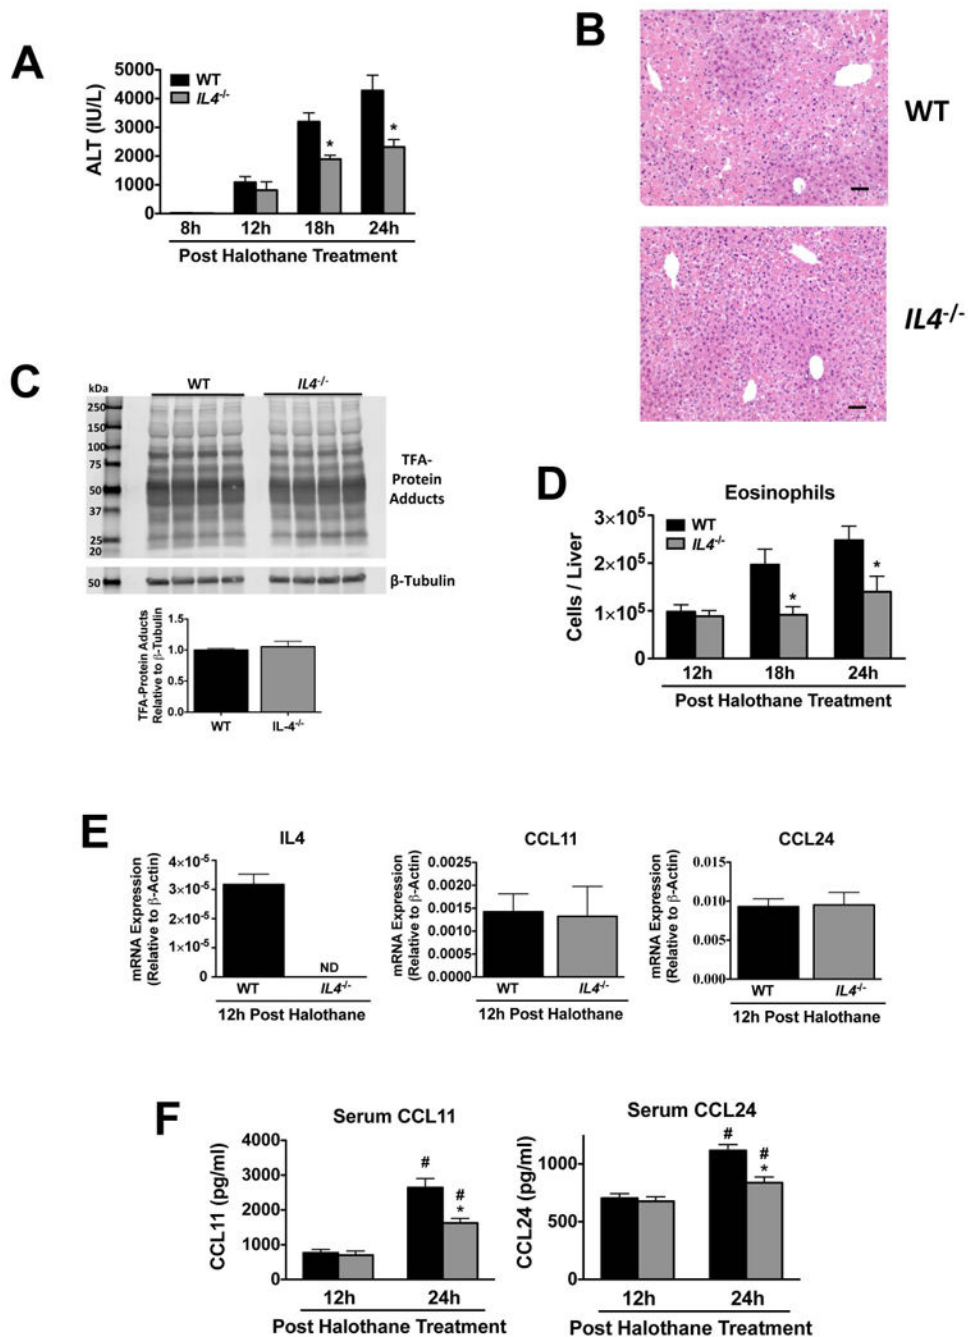 A
ALT (IU/L)
5000
4000
3000
2000
1000
0
WT
IL4-/-
*
*
8h 12h 18h 24h
Post Halothane Treatment
B
WT
IL4-/-
C
kDa
WT IL4-/-
250
150
100
75
50
37
25
20
TFA-
Protein
Adducts
50
β-Tubulin
TFA-Protein Aducts
Relative to β-Tubulin
1.5
1.0
0.5
0.0
WT IL-4-/-
D
Eosinophils
Cells / Liver
3×10⁵
2×10⁵
1×10⁵
0
WT
IL4-/-
*
*
12h 18h 24h
Post Halothane Treatment
E
IL4
mRNA Expression
(Relative to β-Actin)
4×10-5
3×10-5
2×10-5
1×10-5
0
ND
WT IL4-/-
12h Post Halothane
CCL11
mRNA Expression
(Relative to β-Actin)
0.0025
0.0020
0.0015
0.0010
0.0005
0.0000
WT IL4-/-
12h Post Halothane
CCL24
mRNA Expression
(Relative to β-Actin)
0.015
0.010
0.005
0.000
WT IL4-/-
12h Post Halothane
F
Serum CCL11
CCL11 (pg/ml)
4000
3000
2000
1000
0
#
#
*
12h 24h
Post Halothane Treatment
Serum CCL24
CCL24 (pg/ml)
1000
500
0
#
#
*
12h 24h
Post Halothane Treatment